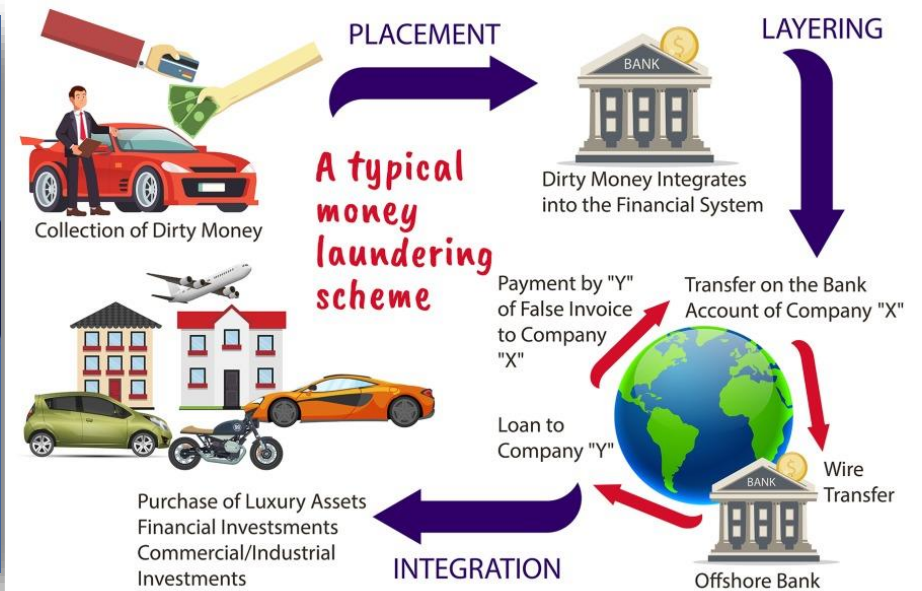 PLACEMENT
LAYERING
BANK
Collection of Dirty Money
A typical
money
laundering
scheme
Dirty Money Integrates
into the Financial System
Payment by "Y"
of False Invoice
to Company
"X"
Transfer on the Bank
Account of Company "X"
Loan to
Company "Y"
Wire
Transfer
BANK
Offshore Bank
INTEGRATION
Purchase of Luxury Assets
Financial Investsments
Commercial/Industrial
Investments